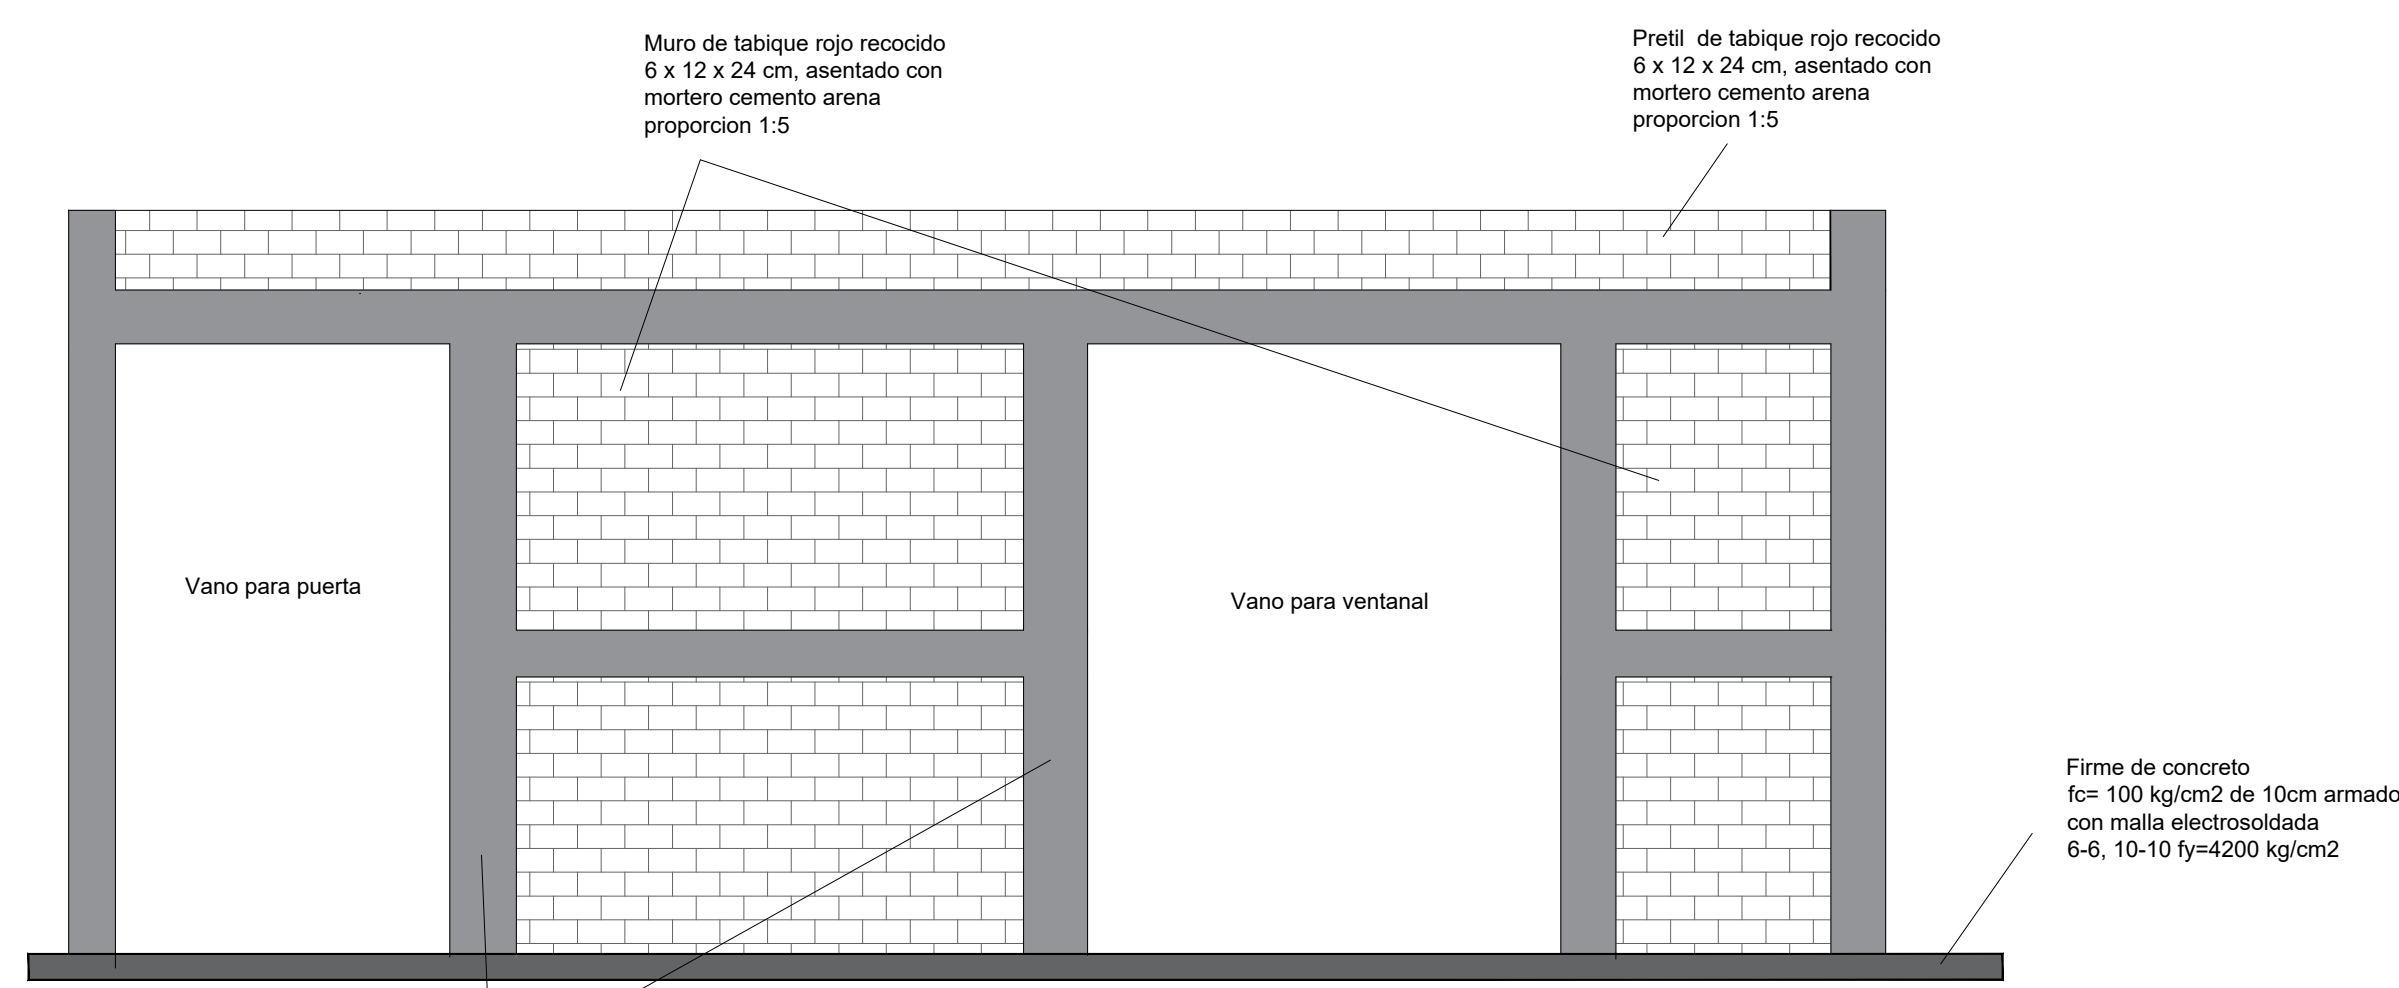 Muro de tabique rojo recocido
6 x 12 x 24 cm, asentado con
mortero cemento arena
proporcion 1:5
Pretil  de tabique rojo recocido
6 x 12 x 24 cm, asentado con
mortero cemento arena
proporcion 1:5
Vano para puerta
Vano para ventanal
Firme de concreto
fc= 100 kg/cm2 de 10cm armado
con malla electrosoldada
6-6, 10-10 fy=4200 kg/cm2